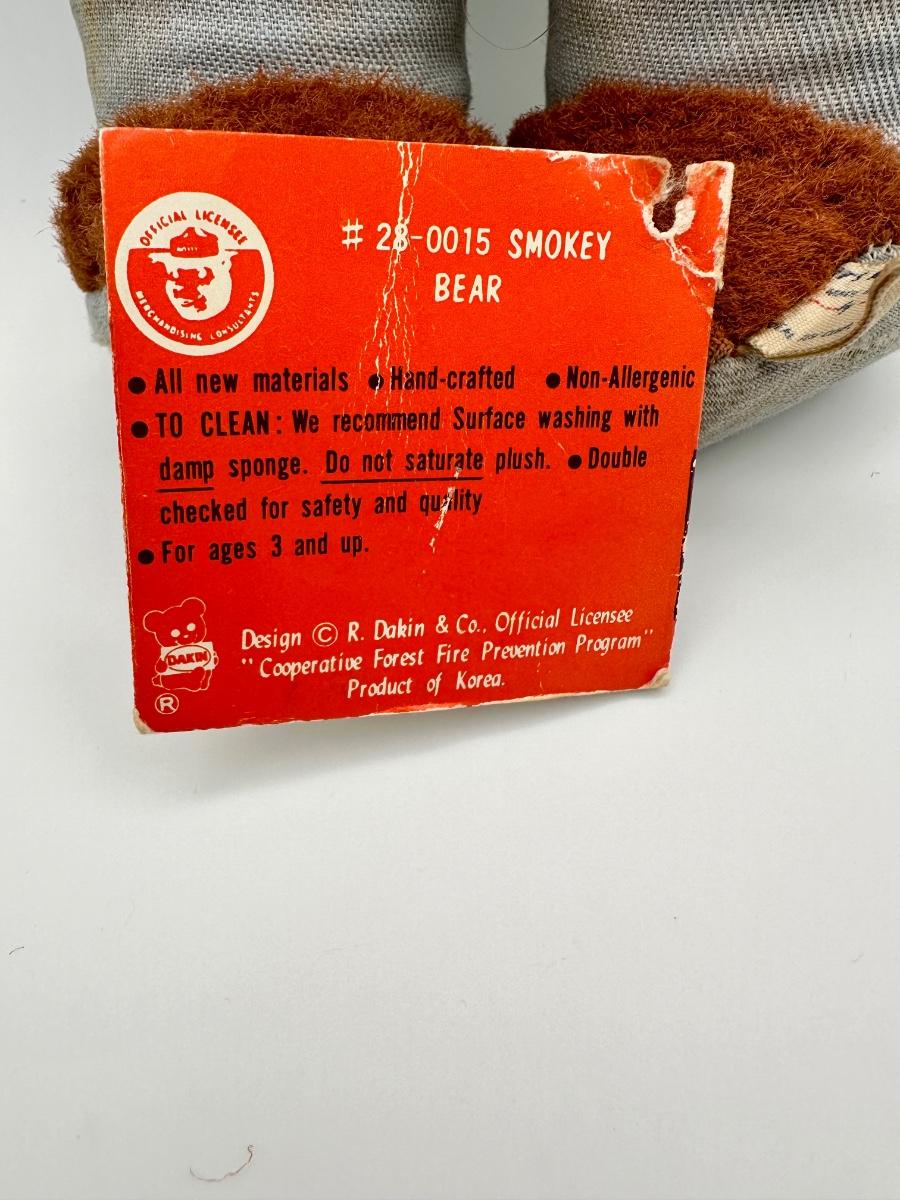 OFFICIAL LICENSEE
MERCHANDISING CONSULTANTS
# 28-0015 SMOKEY
BEAR
● All new materials ● Hand-crafted ● Non-Allergenic
● TO CLEAN: We recommend Surface washing with
damp sponge. Do not saturate plush. ● Double
checked for safety and quality
● For ages 3 and up.
DAKIN
®
Design © R. Dakin & Co., Official Licensee
"Cooperative Forest Fire Prevention Program"
Product of Korea.